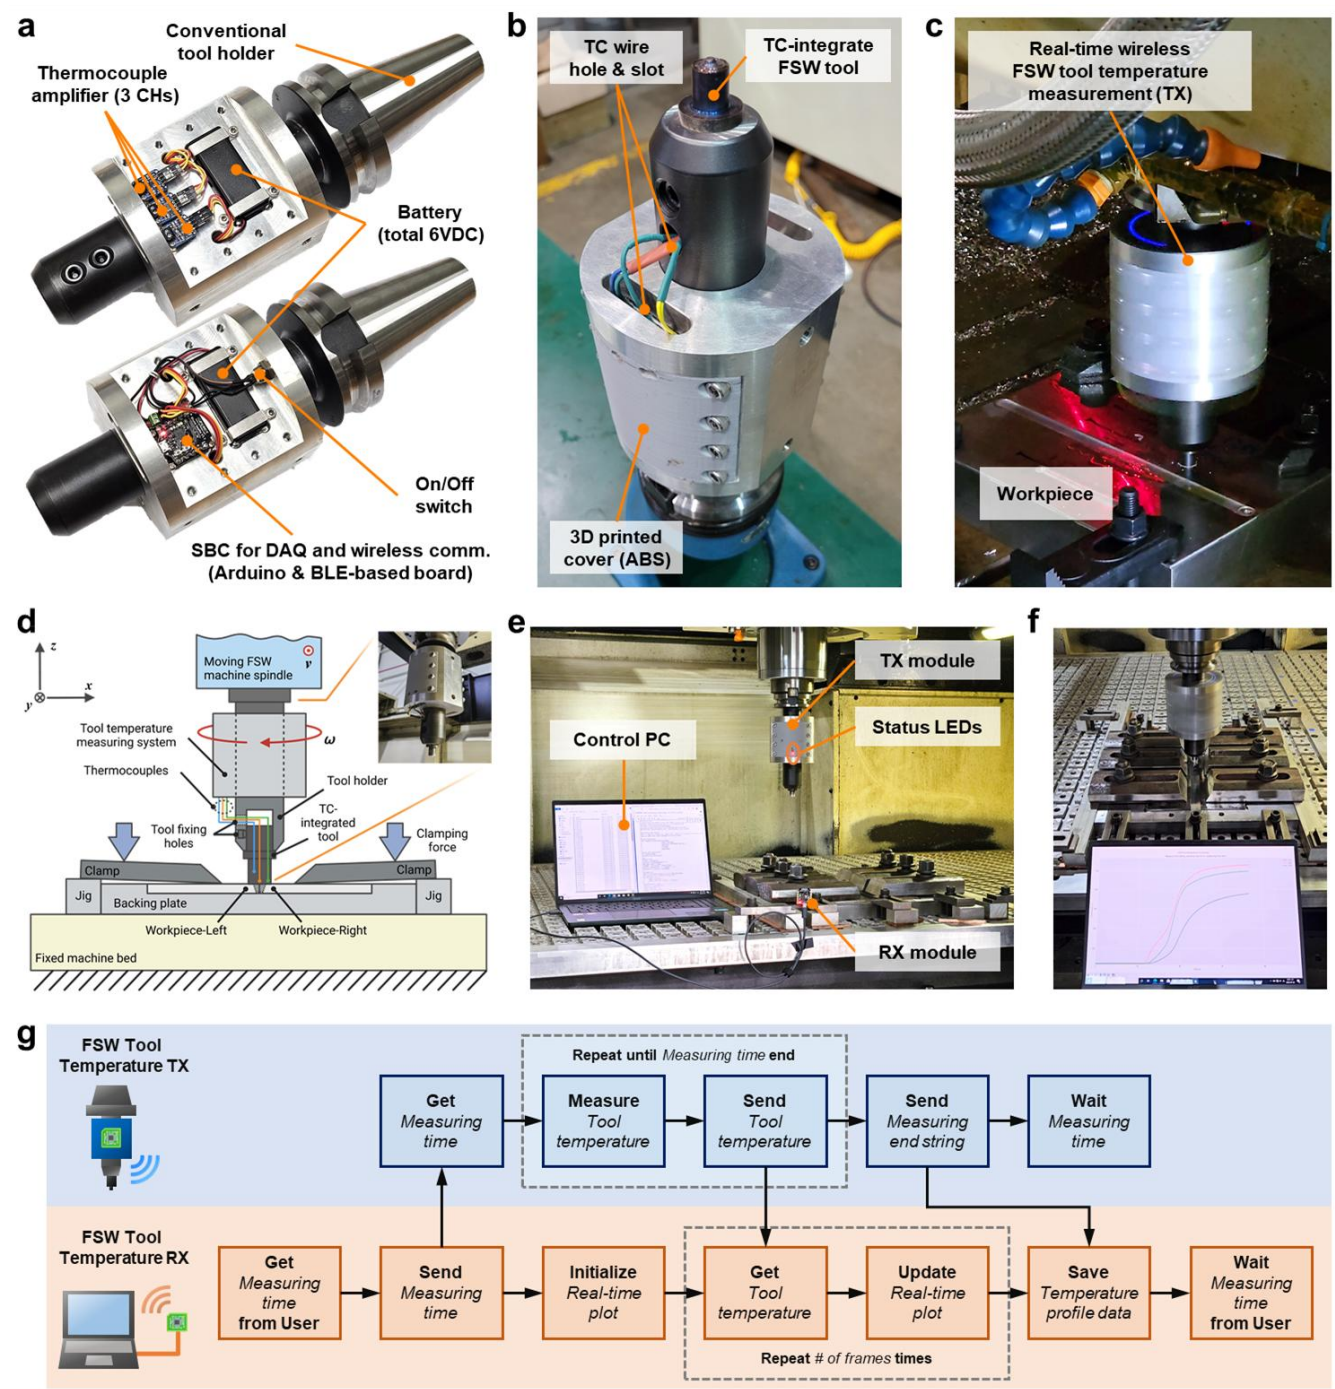 a
Conventional
tool holder
Thermocouple
amplifier (3 CHs)
Battery
(total 6VDC)
On/Off
switch
SBC for DAQ and wireless comm.
(Arduino & BLE-based board)
b
TC wire
hole & slot
TC-integrate
FSW tool
3D printed
cover (ABS)
c
Real-time wireless
FSW tool temperature
measurement (TX)
Workpiece
d
z
x
y
Moving FSW
machine spindle
v
Tool temperature
measuring system
ω
Thermocouples
Tool holder
TC-
integrated
tool
Tool fixing
holes
Clamping
force
Clamp
Clamp
Jig
Backing plate
Jig
Workpiece-Left
Workpiece-Right
Fixed machine bed
e
TX module
Status LEDs
Control PC
RX module
f
g
FSW Tool
Temperature TX
Repeat until Measuring time end
Get
Measuring
time
Measure
Tool
temperature
Send
Tool
temperature
Send
Measuring
end string
Wait
Measuring
time
FSW Tool
Temperature RX
Get
Measuring
time
from User
Send
Measuring
time
Initialize
Real-time
plot
Get
Tool
temperature
Update
Real-time
plot
Save
Temperature
profile data
Wait
Measuring
time
from User
Repeat # of frames times